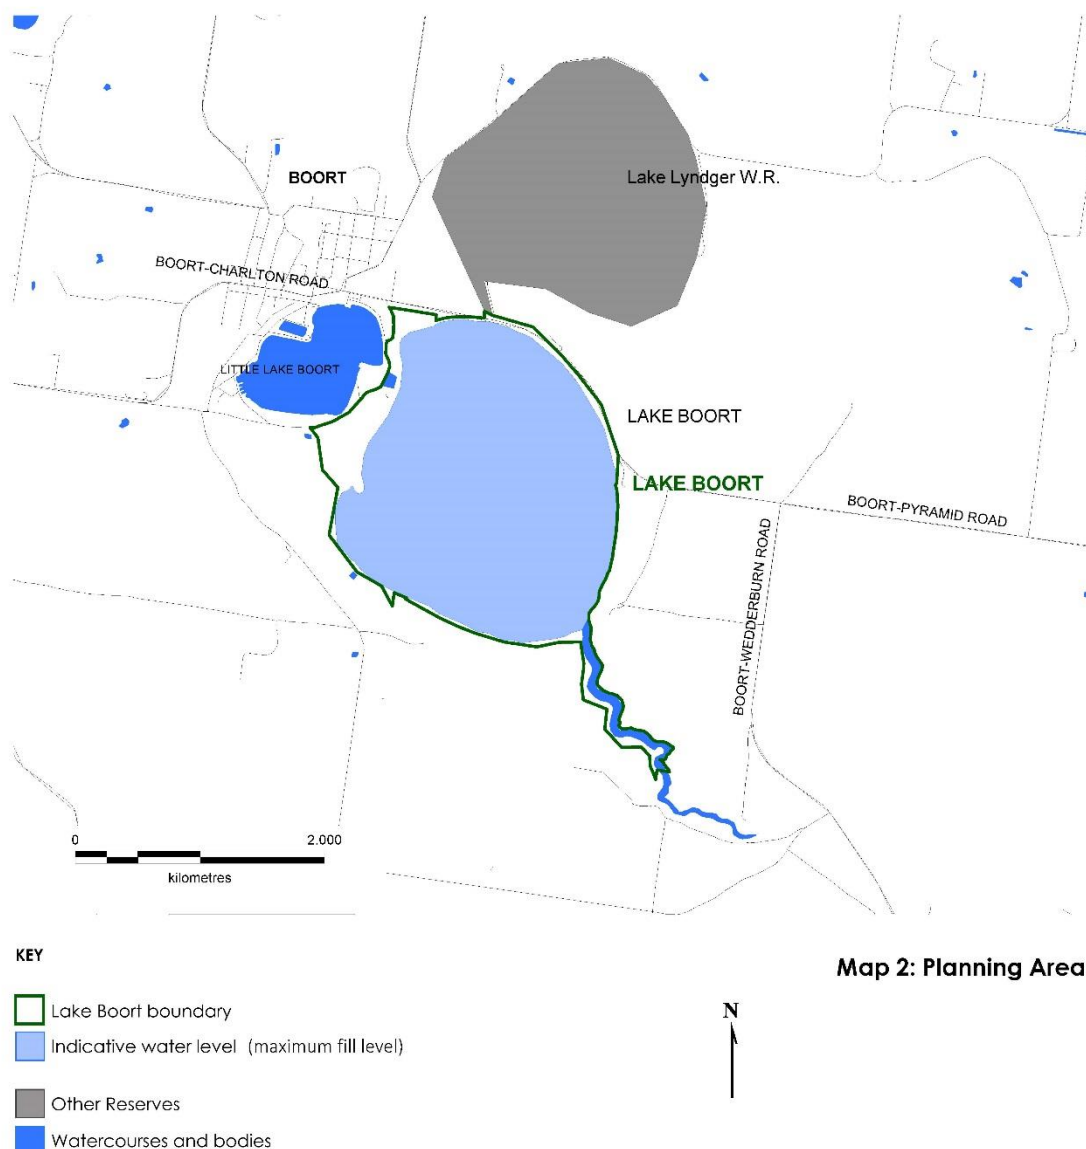 BOORT
Lake Lyndger W.R.
BOORT-CHARLTON ROAD
LITTLE LAKE BOORT
LAKE BOORT
LAKE BOORT
BOORT-PYRAMID ROAD
BOORT-WEDDERBURN ROAD
0
2.000
kilometres
KEY
Map 2: Planning Area
Lake Boort boundary
N
Indicative water level (maximum fill level)
Other Reserves
Watercourses and bodies